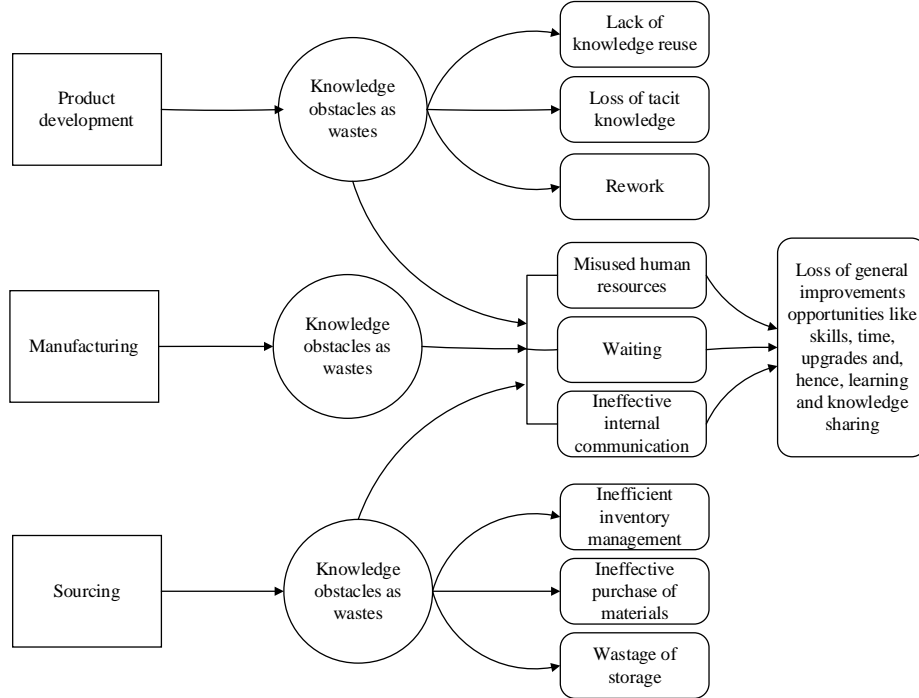 Product
development
Knowledge
obstacles as
wastes
Lack of
knowledge reuse
Loss of tacit
knowledge
Rework
Manufacturing
Knowledge
obstacles as
wastes
Misused human
resources
Waiting
Ineffective
internal
communication
Loss of general
improvements
opportunities like
skills, time,
upgrades and,
hence, learning
and knowledge
sharing
Sourcing
Knowledge
obstacles as
wastes
Inefficient
inventory
management
Ineffective
purchase of
materials
Wastage of
storage